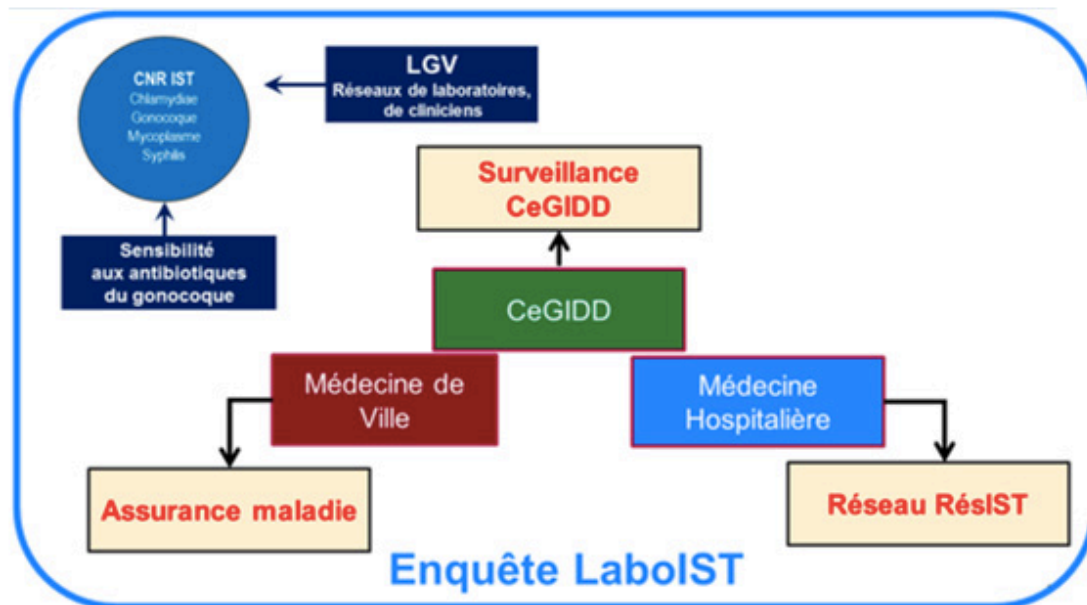 CNR IST
Chlamydiae
Gonocoque
Mycoplasme
Syphilis
LGV
Réseaux de laboratoires,
de cliniciens
Sensibilité
aux antibiotiques
du gonocoque
Surveillance
CeGIDD
CeGIDD
Médecine de
Ville
Médecine
Hospitalière
Assurance maladie
Réseau RésIST
Enquête LaboIST